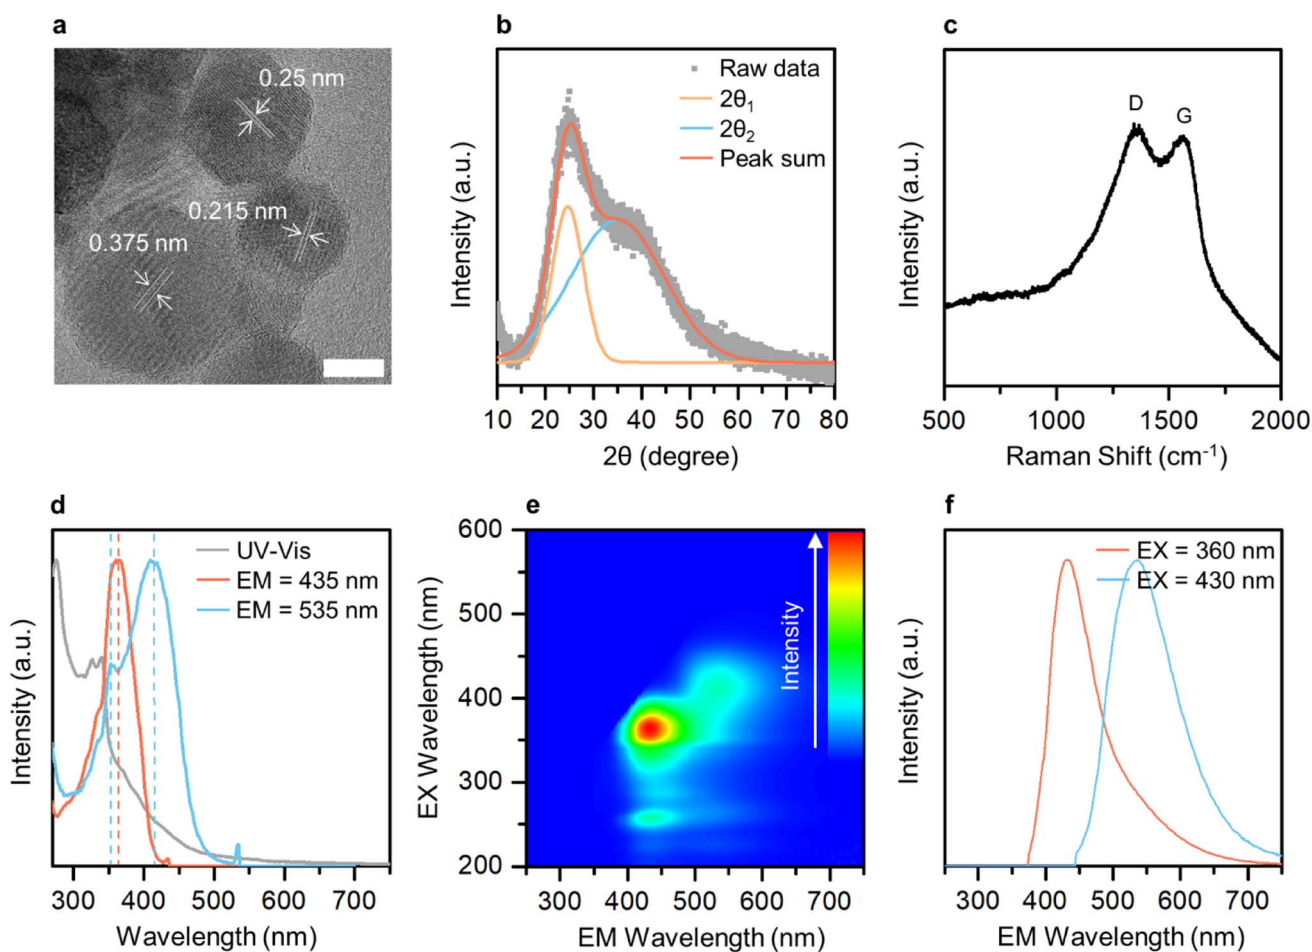 a
0.25 nm
0.215 nm
0.375 nm
b
Raw data
2θ₁
2θ₂
Peak sum
Intensity (a.u.)
10 20 30 40 50 60 70 80
2θ (degree)
c
D
G
Intensity (a.u.)
500 1000 1500 2000
Raman Shift (cm⁻¹)
d
UV-Vis
EM = 435 nm
EM = 535 nm
Intensity (a.u.)
300 400 500 600 700
Wavelength (nm)
e
600
500
400
300
200
EX Wavelength (nm)
Intensity
300 400 500 600 700
EM Wavelength (nm)
f
EX = 360 nm
EX = 430 nm
Intensity (a.u.)
300 400 500 600 700
EM Wavelength (nm)